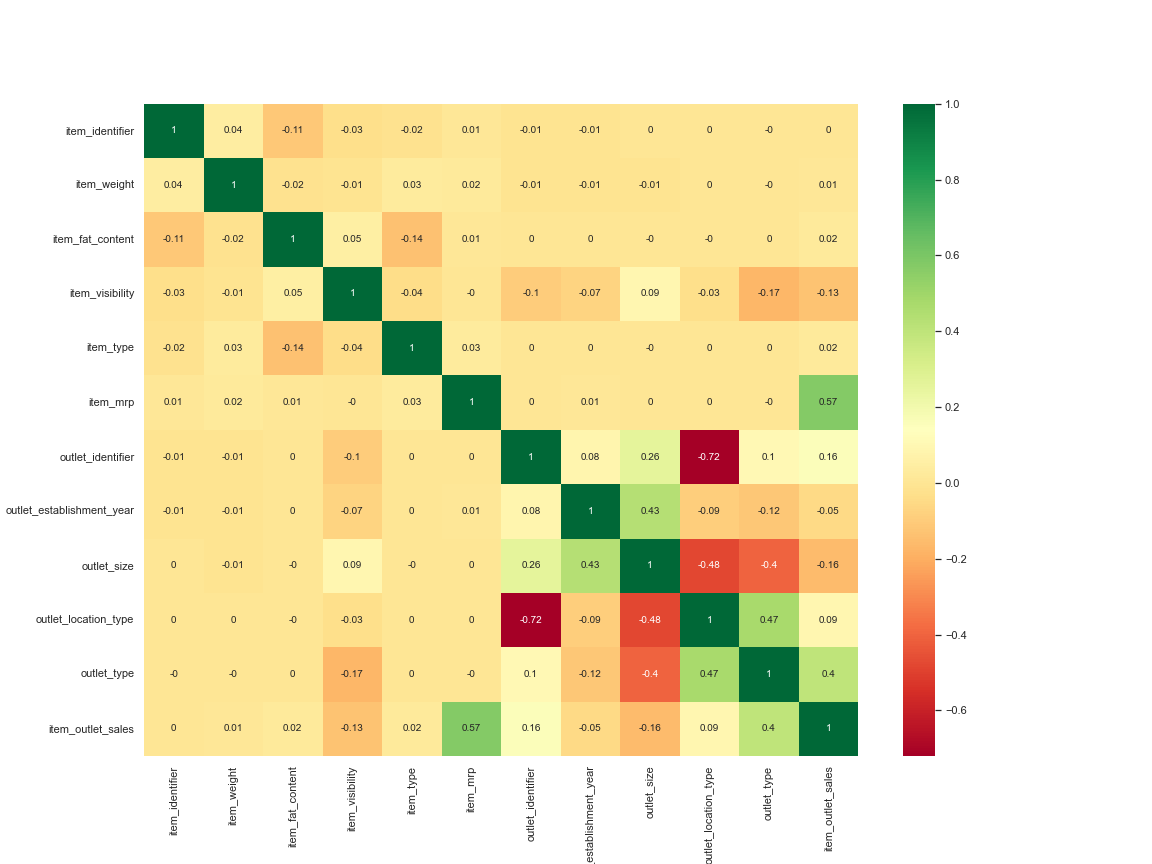 item_identifier 1 0.04 -0.11 -0.03 -0.02 0.01 -0.01 -0.01 0 0 -0 0
item_weight 0.04 1 -0.02 -0.01 0.03 0.02 -0.01 -0.01 -0.01 0 -0 0.01
item_fat_content -0.11 -0.02 1 0.05 -0.14 0.01 0 0 -0 -0 0 0.02
item_visibility -0.03 -0.01 0.05 1 -0.04 -0 -0.1 -0.07 0.09 -0.03 -0.17 -0.13
item_type -0.02 0.03 -0.14 -0.04 1 0.03 0 0 -0 0 0 0.02
item_mrp 0.01 0.02 0.01 -0 0.03 1 0 0.01 0 0 -0 0.57
outlet_identifier -0.01 -0.01 0 -0.1 0 0 1 0.08 0.26 -0.72 0.1 0.16
outlet_establishment_year -0.01 -0.01 0 -0.07 0 0.01 0.08 1 0.43 -0.09 -0.12 -0.05
outlet_size 0 -0.01 -0 0.09 -0 0 0.26 0.43 1 -0.48 -0.4 -0.16
outlet_location_type 0 0 -0 -0.03 0 0 -0.72 -0.09 -0.48 1 0.47 0.09
outlet_type -0 -0 0 -0.17 0 -0 0.1 -0.12 -0.4 0.47 1 0.4
item_outlet_sales 0 0.01 0.02 -0.13 0.02 0.57 0.16 -0.05 -0.16 0.09 0.4 1
item_identifier
item_weight
item_fat_content
item_visibility
item_type
item_mrp
outlet_identifier
_establishment_year
outlet_size
outlet_location_type
outlet_type
item_outlet_sales
1.0
0.8
0.6
0.4
0.2
0.0
−0.2
−0.4
−0.6